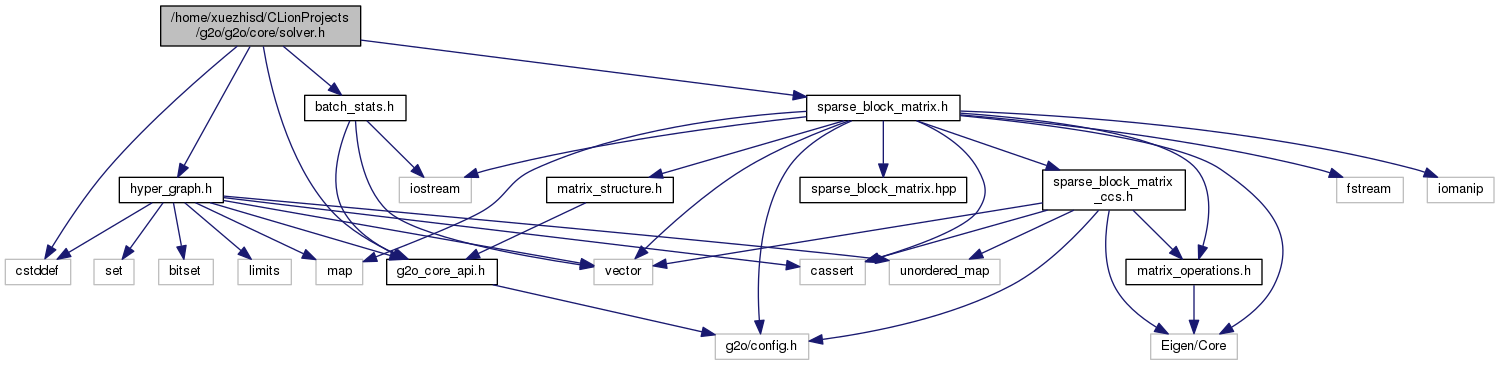 /home/xuezhisd/CLionProjects
/g2o/g2o/core/solver.h
batch_stats.h
sparse_block_matrix.h
hyper_graph.h
iostream
matrix_structure.h
sparse_block_matrix.hpp
sparse_block_matrix
_ccs.h
fstream
iomanip
cstddef
set
bitset
limits
map
g2o_core_api.h
vector
cassert
unordered_map
matrix_operations.h
g2o/config.h
Eigen/Core